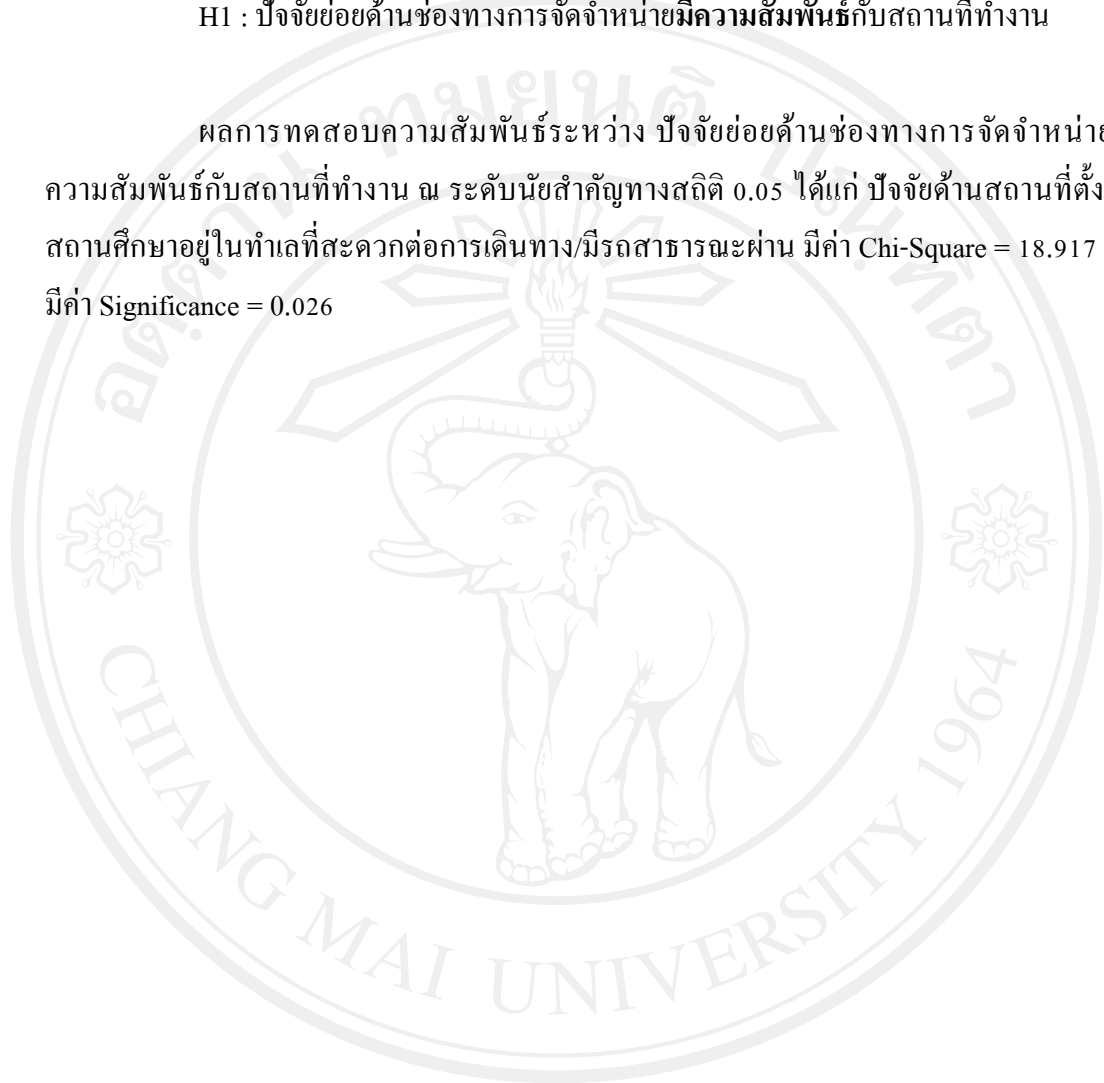 H1 : ปัจจัยย่อยด้านช่องทางการจัดจำหน่ายมีความสัมพันธ์กับสถานที่ทำงาน
ผลการทดสอบความสัมพันธ์ระหว่าง ปัจจัยย่อยด้านช่องทางการจัดจำหน่าย
ความสัมพันธ์กับสถานที่ทำงาน ณ ระดับนัยสำคัญทางสถิติ 0.05 ได้แก่ ปัจจัยด้านสถานที่ตั้ง
สถานศึกษาอยู่ในทำเลที่สะดวกต่อการเดินทาง/มีรถสาธารณะผ่าน มีค่า Chi-Square = 18.917
มีค่า Significance = 0.026
CHIANG MAI UNIVERSITY 1964